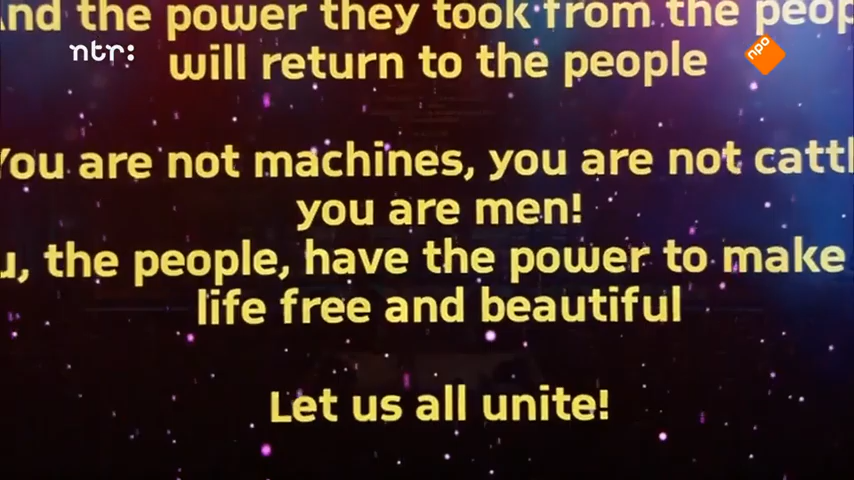 And the power they took from the peop
ntr:
npo
will return to the people
You are not machines, you are not cattl
you are men!
u, the people, have the power to make
life free and beautiful
Let us all unite!